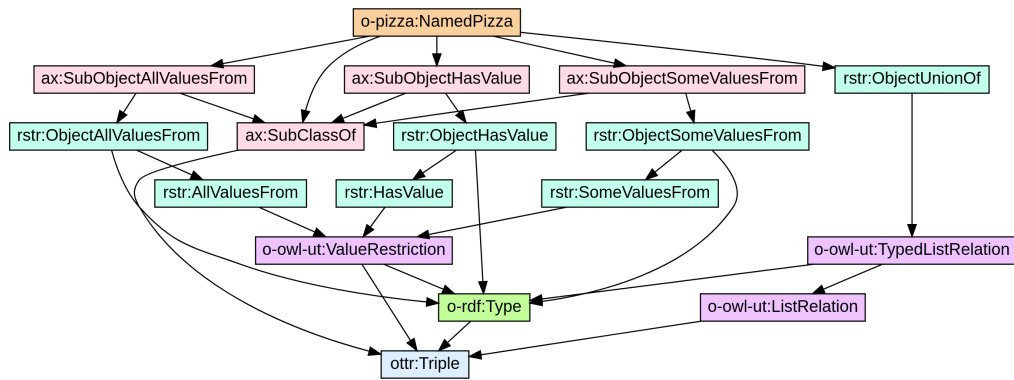 o-pizza:NamedPizza
ax:SubObjectAllValuesFrom
ax:SubObjectHasValue
ax:SubObjectSomeValuesFrom
rstr:ObjectUnionOf
rstr:ObjectAllValuesFrom
ax:SubClassOf
rstr:ObjectHasValue
rstr:ObjectSomeValuesFrom
rstr:AllValuesFrom
rstr:HasValue
rstr:SomeValuesFrom
o-owl-ut:ValueRestriction
o-owl-ut:TypedListRelation
o-rdf:Type
o-owl-ut:ListRelation
ottr:Triple